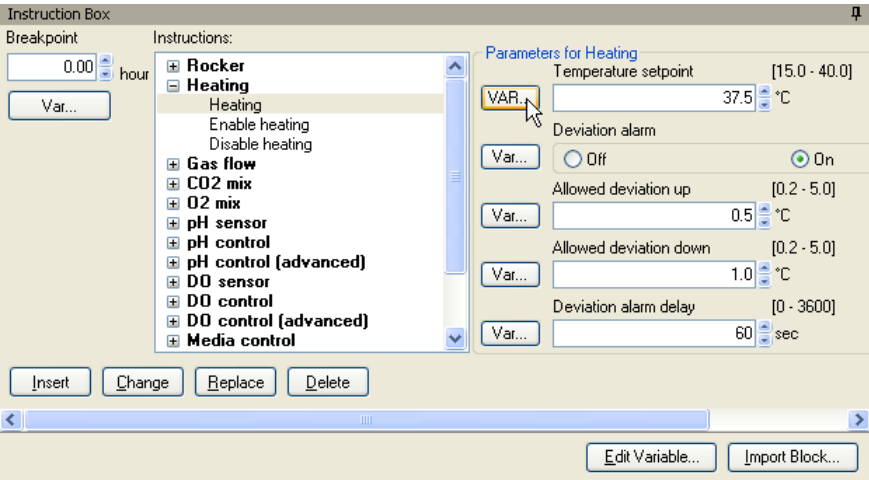 Instruction Box
Breakpoint
0.00 hour
Var...
Instructions:
Rocker
Heating
Heating
Enable heating
Disable heating
Gas flow
CO2 mix
O2 mix
pH sensor
pH control
pH control (advanced)
DO sensor
DO control
DO control (advanced)
Media control
Parameters for Heating
Temperature setpoint [15.0 - 40.0]
VAR... 37.5 °C
Deviation alarm
Var... Off On
Allowed deviation up [0.2 - 5.0]
Var... 0.5 °C
Allowed deviation down [0.2 - 5.0]
Var... 1.0 °C
Deviation alarm delay [0 - 3600]
Var... 60 sec
Insert Change Replace Delete
Edit Variable... Import Block...